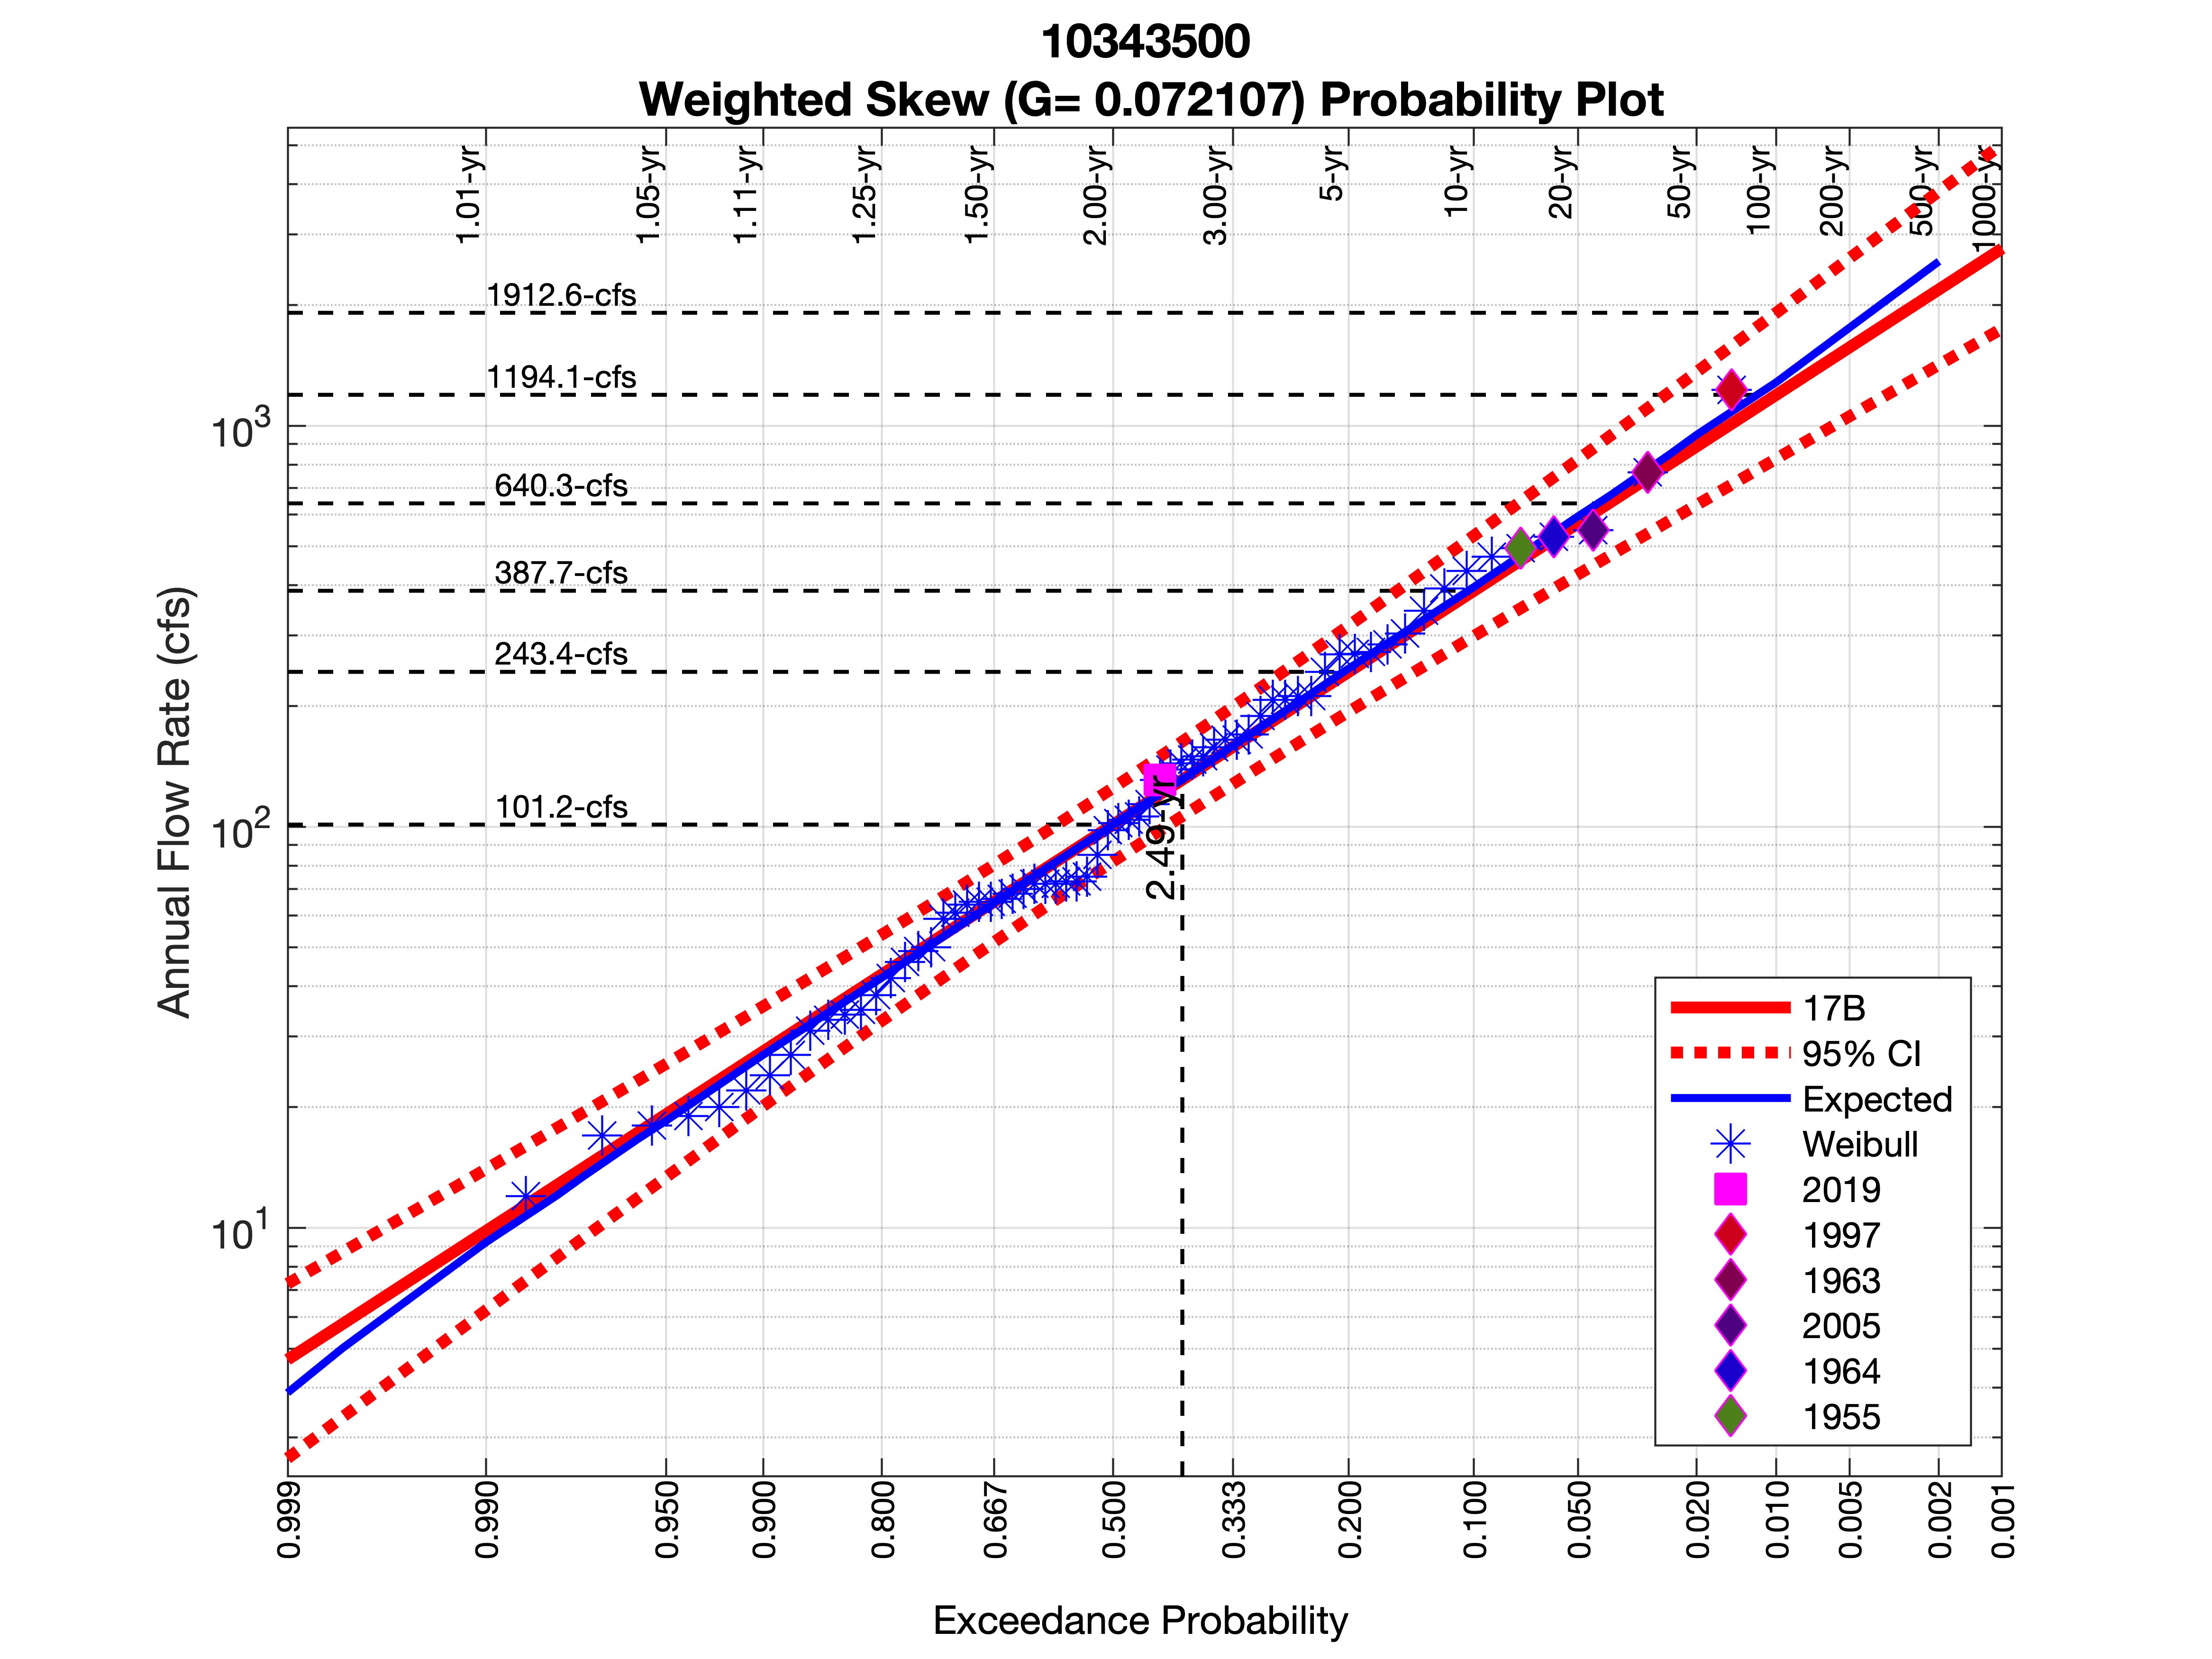 10343500
Weighted Skew (G= 0.072107) Probability Plot
1.01-yr
1.05-yr
1.11-yr
1.25-yr
1.50-yr
2.00-yr
3.00-yr
5-yr
10-yr
20-yr
50-yr
100-yr
200-yr
500-yr
1000-yr
1912.6-cfs
1194.1-cfs
640.3-cfs
387.7-cfs
243.4-cfs
101.2-cfs
2.49-yr
Annual Flow Rate (cfs)
10³
10²
10¹
17B
95% CI
Expected
Weibull
2019
1997
1963
2005
1964
1955
0.999
0.990
0.950
0.900
0.800
0.667
0.500
0.333
0.200
0.100
0.050
0.020
0.010
0.005
0.002
0.001
Exceedance Probability